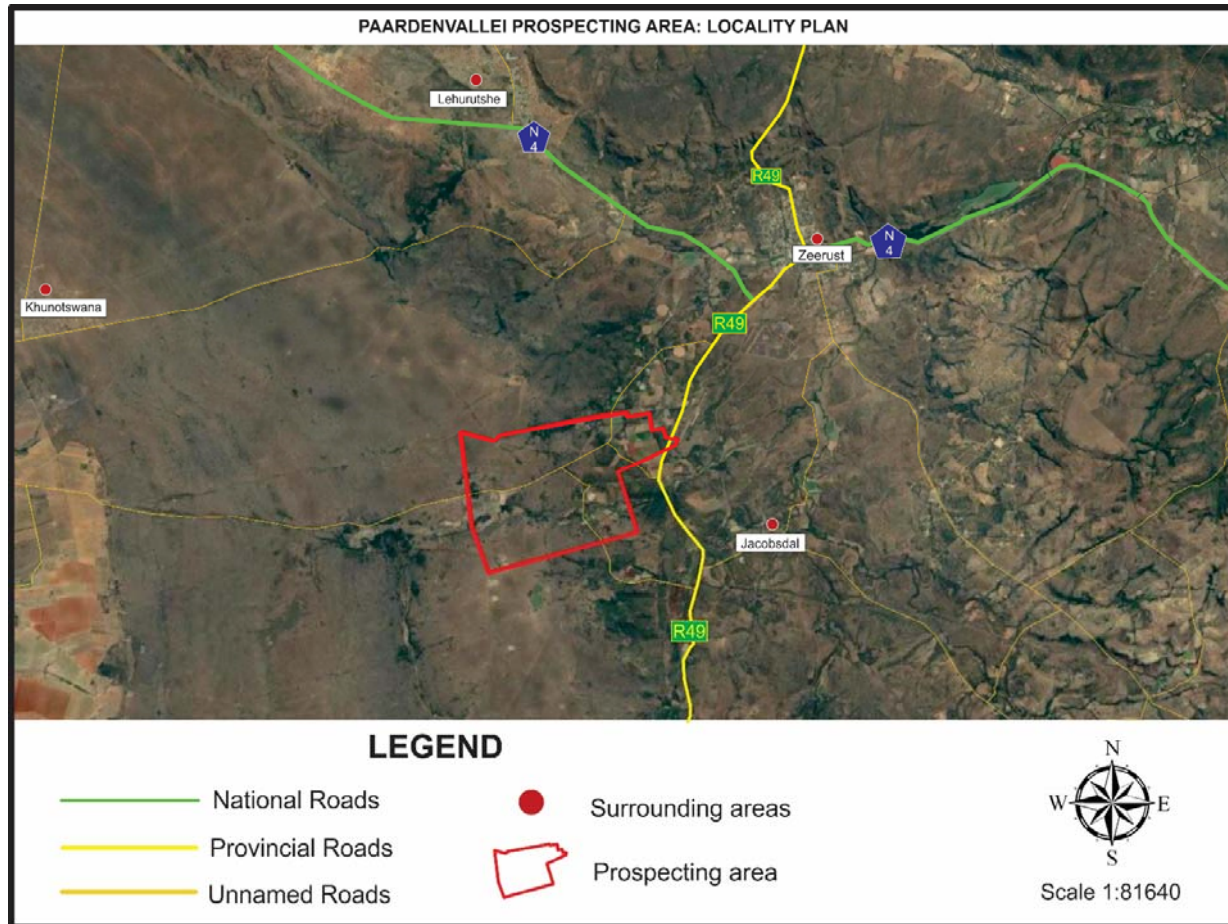 PAARDENVALLEI PROSPECTING AREA: LOCALITY PLAN
Lehurutshe
N
4
R49
Zeerust
N
4
Khunotswana
R49
Jacobsdal
R49
LEGEND
National Roads
Provincial Roads
Unnamed Roads
Surrounding areas
Prospecting area
N
W
E
S
Scale 1:81640